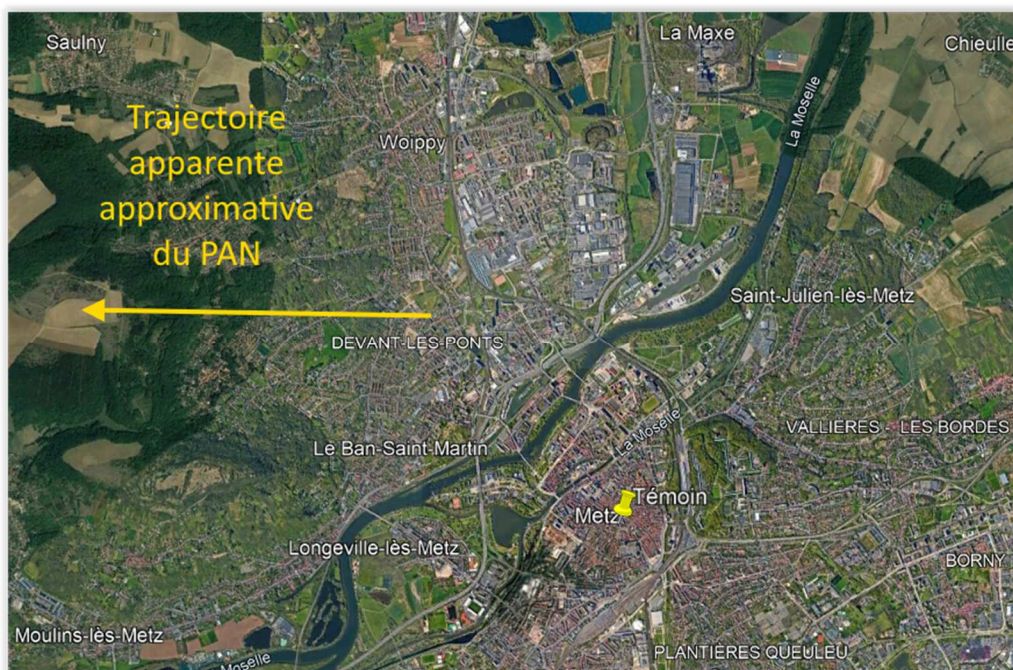 Saulny
La Maxe
Chieulle
Trajectoire
apparente
approximative
du PAN
La Moselle
Woippy
Saint-Julien-lès-Metz
DEVANT-LES-PONTS
La Moselle
VALLIÈRES - LES BORDES
Le Ban-Saint-Martin
Témoin
Metz
Longeville-lès-Metz
BORNY
Moulins-lès-Metz
PLANTIÈRES QUEULEU
Moselle